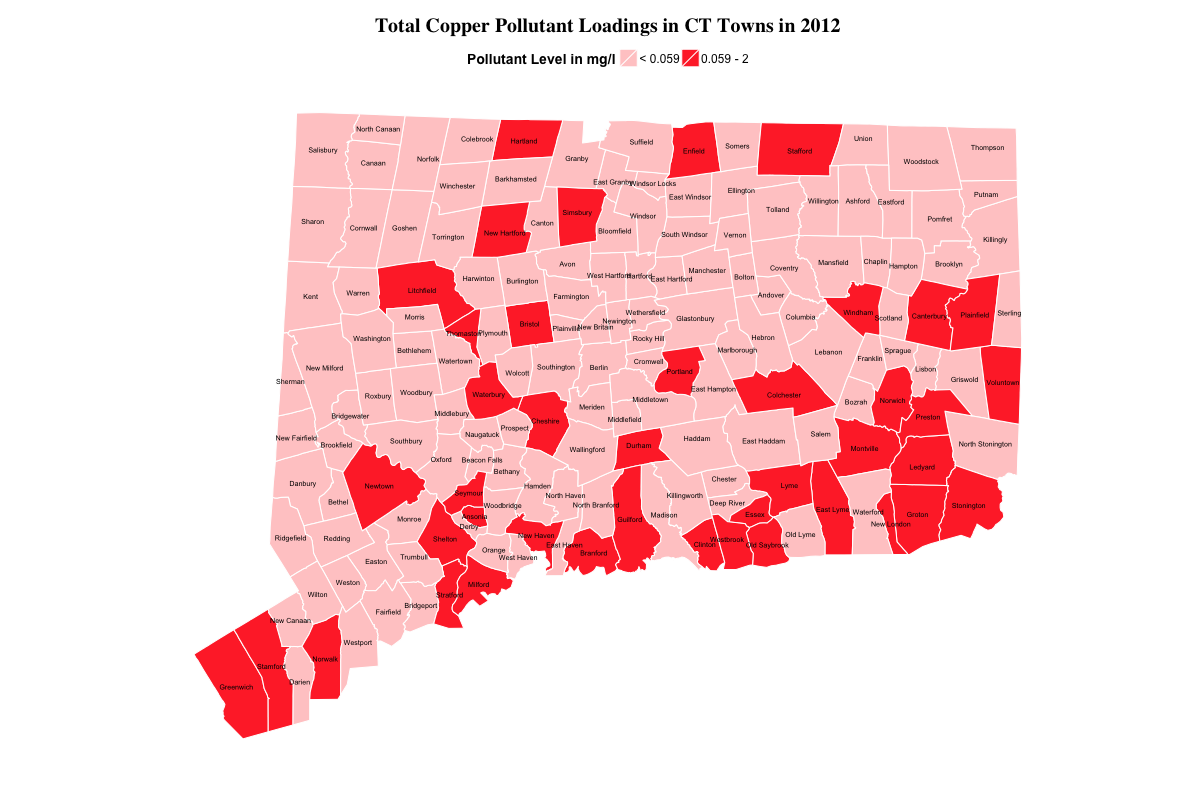 Total Copper Pollutant Loadings in CT Towns in 2012
Pollutant Level in mg/l < 0.059 0.059 - 2
North Canaan
Colebrook
Hartland
Suffield
Union
Salisbury
Canaan
Norfolk
Granby
Enfield
Somers
Stafford
Woodstock
Thompson
Winchester
Barkhamsted
East Granby
Windsor Locks
East Windsor
Ellington
Tolland
Willington
Ashford
Eastford
Putnam
Sharon
Cornwall
Goshen
Torrington
New Hartford
Canton
Simsbury
Bloomfield
Windsor
South Windsor
Vernon
Pomfret
Killingly
Kent
Warren
Litchfield
Harwinton
Burlington
Avon
West Hartford
Hartford
East Hartford
Manchester
Bolton
Coventry
Mansfield
Chaplin
Hampton
Brooklyn
Morris
Farmington
Andover
Washington
Bethlehem
Thomaston
Plymouth
Bristol
Plainville
New Britain
Newington
Wethersfield
Glastonbury
Columbia
Windham
Scotland
Canterbury
Plainfield
Sterling
Rocky Hill
Hebron
Marlborough
Lebanon
Franklin
Sprague
Lisbon
Griswold
Voluntown
Sherman
New Milford
Roxbury
Woodbury
Watertown
Wolcott
Southington
Berlin
Cromwell
Portland
East Hampton
Colchester
Bozrah
Norwich
Preston
Bridgewater
Middlebury
Waterbury
Naugatuck
Prospect
Cheshire
Meriden
Middletown
Middlefield
New Fairfield
Brookfield
Southbury
Oxford
Beacon Falls
Bethany
Wallingford
Durham
Haddam
East Haddam
Salem
Montville
Ledyard
North Stonington
Danbury
Bethel
Newtown
Seymour
Woodbridge
Hamden
North Haven
North Branford
Killingworth
Chester
Deep River
Lyme
East Lyme
Waterford
New London
Groton
Stonington
Ridgefield
Redding
Monroe
Ansonia
Derby
Shelton
Orange
New Haven
East Haven
West Haven
Branford
Guilford
Madison
Clinton
Westbrook
Essex
Old Saybrook
Old Lyme
Easton
Trumbull
Weston
Wilton
Fairfield
Bridgeport
Stratford
Milford
New Canaan
Westport
Stamford
Norwalk
Darien
Greenwich